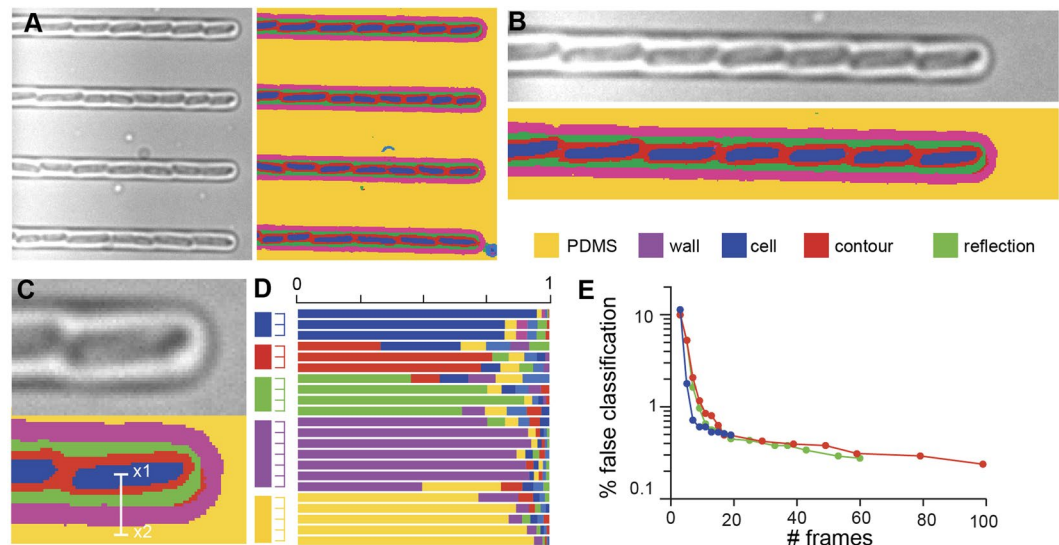 A
B
PDMS wall cell contour reflection
C
x1
x2
D
0 1
E
% false classification
10
1
0.1
0 20 40 60 80 100
# frames